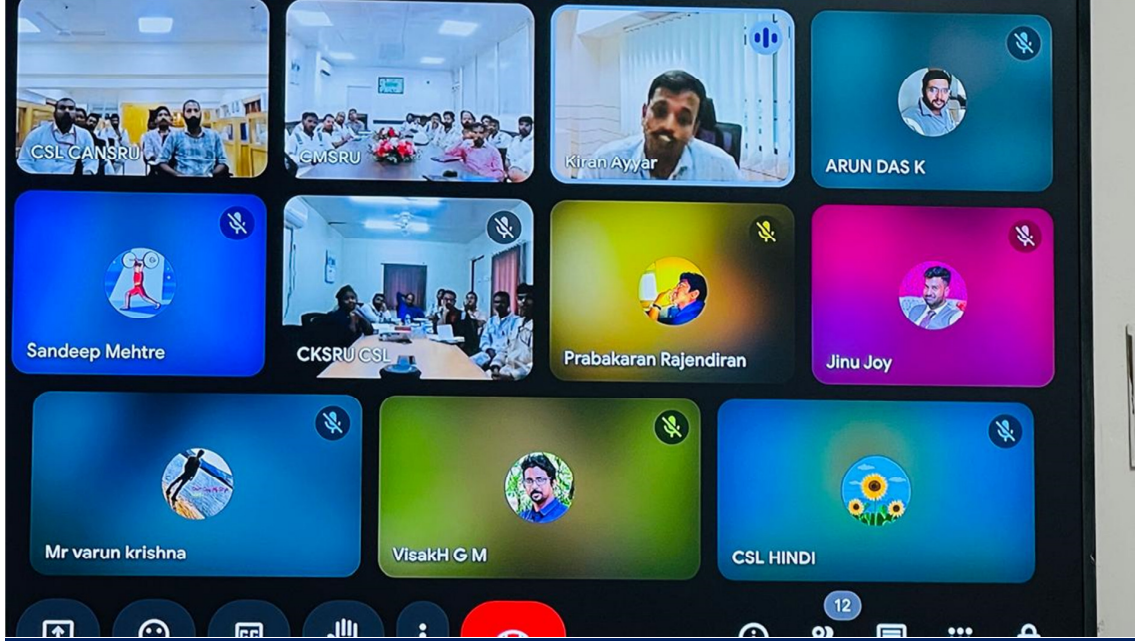 CSL CANSRU
CMSRU
Kiran Ayyar
ARUN DAS K
Sandeep Mehtre
CKSRU CSL
Prabakaran Rajendiran
Jinu Joy
Mr varun krishna
VisakH G M
CSL HINDI
12
CC